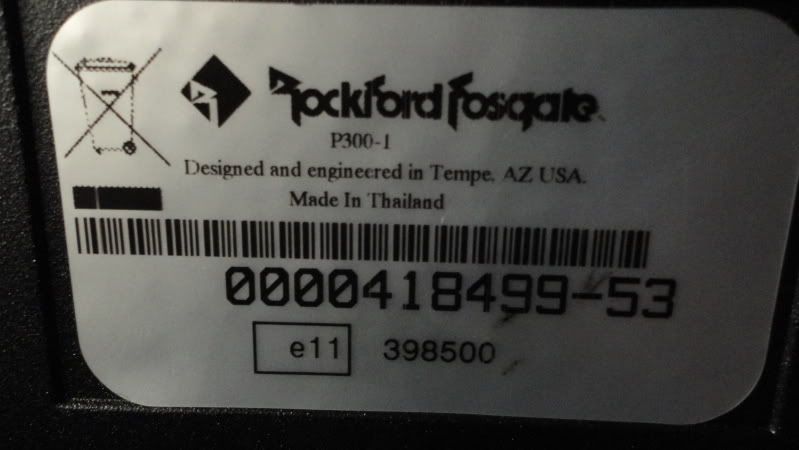 Rockford Fosgate
P300-1
Designed and engineered in Tempe, AZ USA.
Made In Thailand
0000418499-53
e11 398500